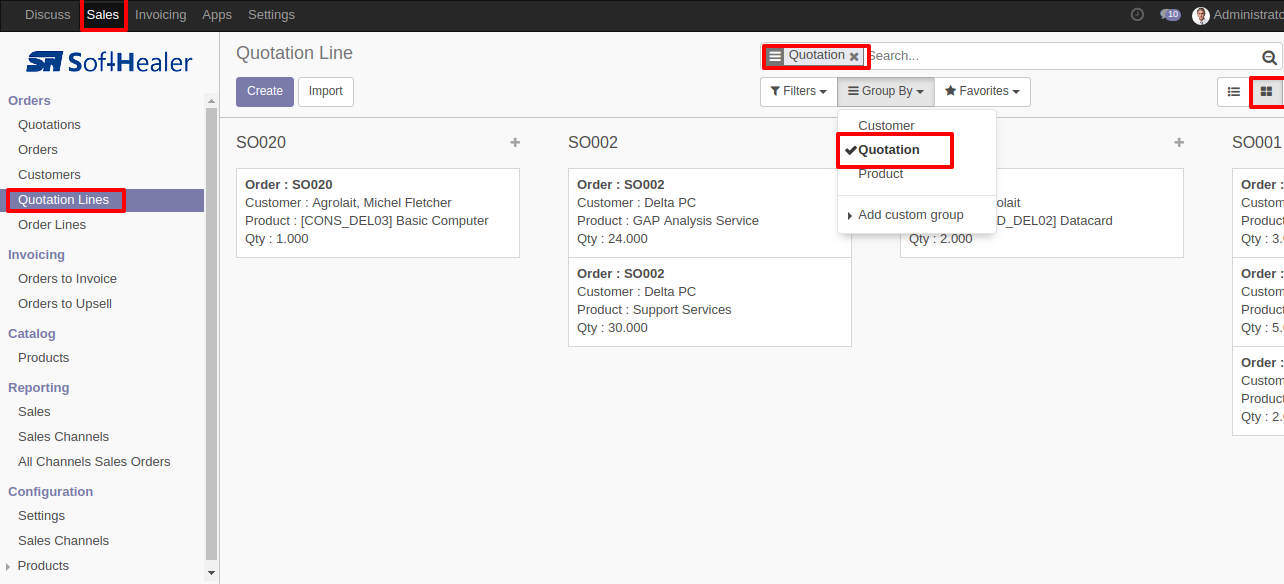 Discuss Sales Invoicing Apps Settings 10 Administrato
SoftHealer
Orders
Quotations
Orders
Customers
Quotation Lines
Order Lines
Invoicing
Orders to Invoice
Orders to Upsell
Catalog
Products
Reporting
Sales
Sales Channels
All Channels Sales Orders
Configuration
Settings
Sales Channels
Products
Quotation Line
Quotation Search...
Create Import
Filters Group By Favorites
Customer
Quotation
Product
Add custom group
SO020
Order : SO020
Customer : Agrolait, Michel Fletcher
Product : [CONS_DEL03] Basic Computer
Qty : 1.000
SO002
Order : SO002
Customer : Delta PC
Product : GAP Analysis Service
Qty : 24.000
Order : SO002
Customer : Delta PC
Product : Support Services
Qty : 30.000
olait
D_DEL02] Datacard
Qty : 2.000
SO001
Order :
Custom
Product
Qty : 3.
Order :
Custom
Product
Qty : 5.
Order :
Custom
Product
Qty : 2.